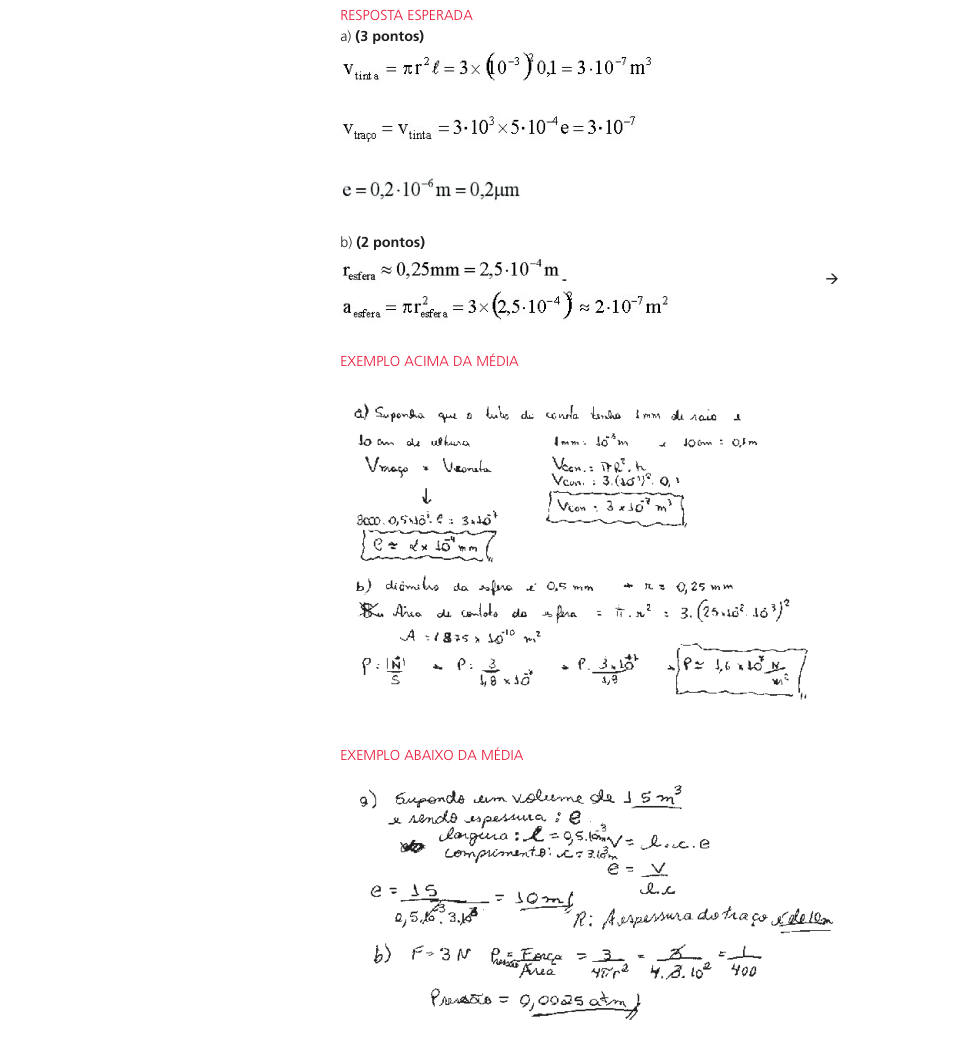 RESPOSTA ESPERADA
a) (3 pontos)
v_tinta = πr²ℓ = 3×(10⁻³)² 0,1 = 3·10⁻⁷ m³
v_traço = v_tinta = 3·10³×5·10⁻⁴ e = 3·10⁻⁷
e = 0,2·10⁻⁶ m = 0,2µm
b) (2 pontos)
r_esfera ≈ 0,25mm = 2,5·10⁻⁴ m
→
a_esfera = πr²_esfera = 3×(2,5·10⁻⁴)² ≈ 2·10⁻⁷ m²
EXEMPLO ACIMA DA MÉDIA
a) Suponha que o tubo da caneta tenha 1mm de raio e
10 cm de altura 1mm = 10⁻³m e 10cm = 0,1m
Vtraço = Vcaneta Vcan. = πR². h
↓ Vcan. = 3.(10⁻³)². 0,1
Vcan = 3 x 10⁻⁷ m³
3000. 0,5x10⁻³. e = 3x10⁻⁷
e ≈ 2 x 10⁻⁴ mm
b) diâmetro da esfera é 0,5 mm → r = 0,25 mm
Área de contato da esfera = π. r² = 3. (25x10⁻². 10⁻³)²
A = 1875 x 10⁻¹⁰ m²
P = |N|/S → P = 3/1,8 x 10⁻⁷ → P = 3 x 10⁺⁷/1,8 → P ≈ 1,6 x 10⁷ N/m²
EXEMPLO ABAIXO DA MÉDIA
a) Supondo um volume de 15m³
e sendo espessura : e
largura : l = 0,5.10⁻³m V = l.c.e
comprimento: c = 3.10³m
e = V/l.c
e = 15/0,5.10⁻³.3.10³ = 10m
R: A espessura do traço é de 10m
b) F = 3 N Pressão = Força/Área = 3/4πr² = 3/4.3.10² = 1/400
Pressão = 0,0025 atm